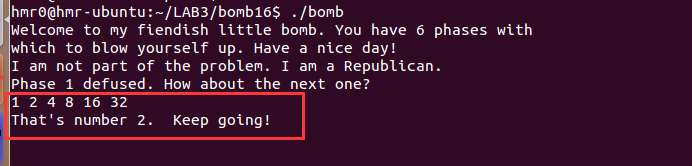 hmr0@hmr-ubuntu:~/LAB3/bomb16$ ./bomb
Welcome to my fiendish little bomb. You have 6 phases with
which to blow yourself up. Have a nice day!
I am not part of the problem. I am a Republican.
Phase 1 defused. How about the next one?
1 2 4 8 16 32
That's number 2.  Keep going!